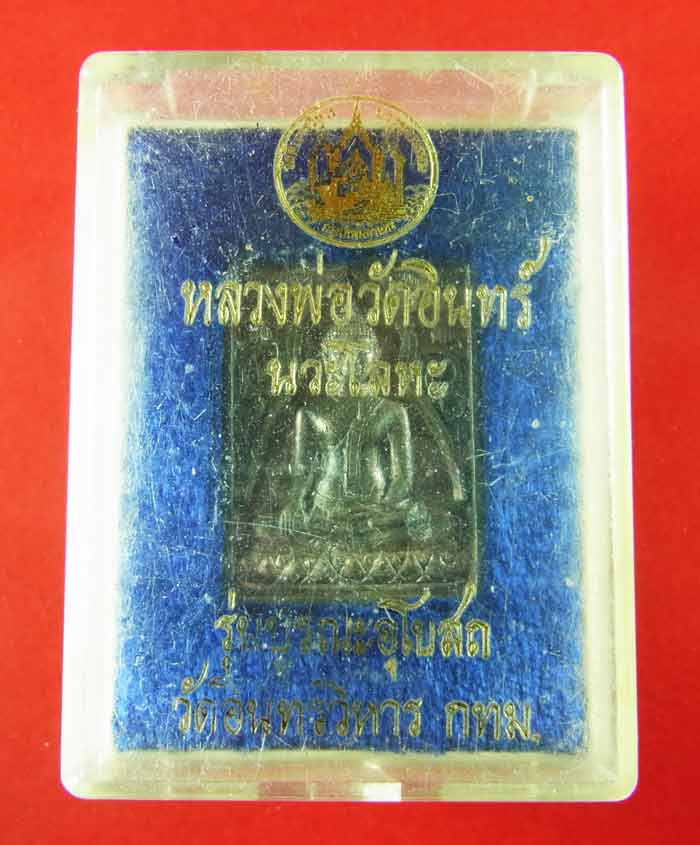 หลวงพ่อวัดอินทร์
นวะโลหะ
รุ่นบูรณะอุโบสถ
วัดอินทรวิหาร กทม.